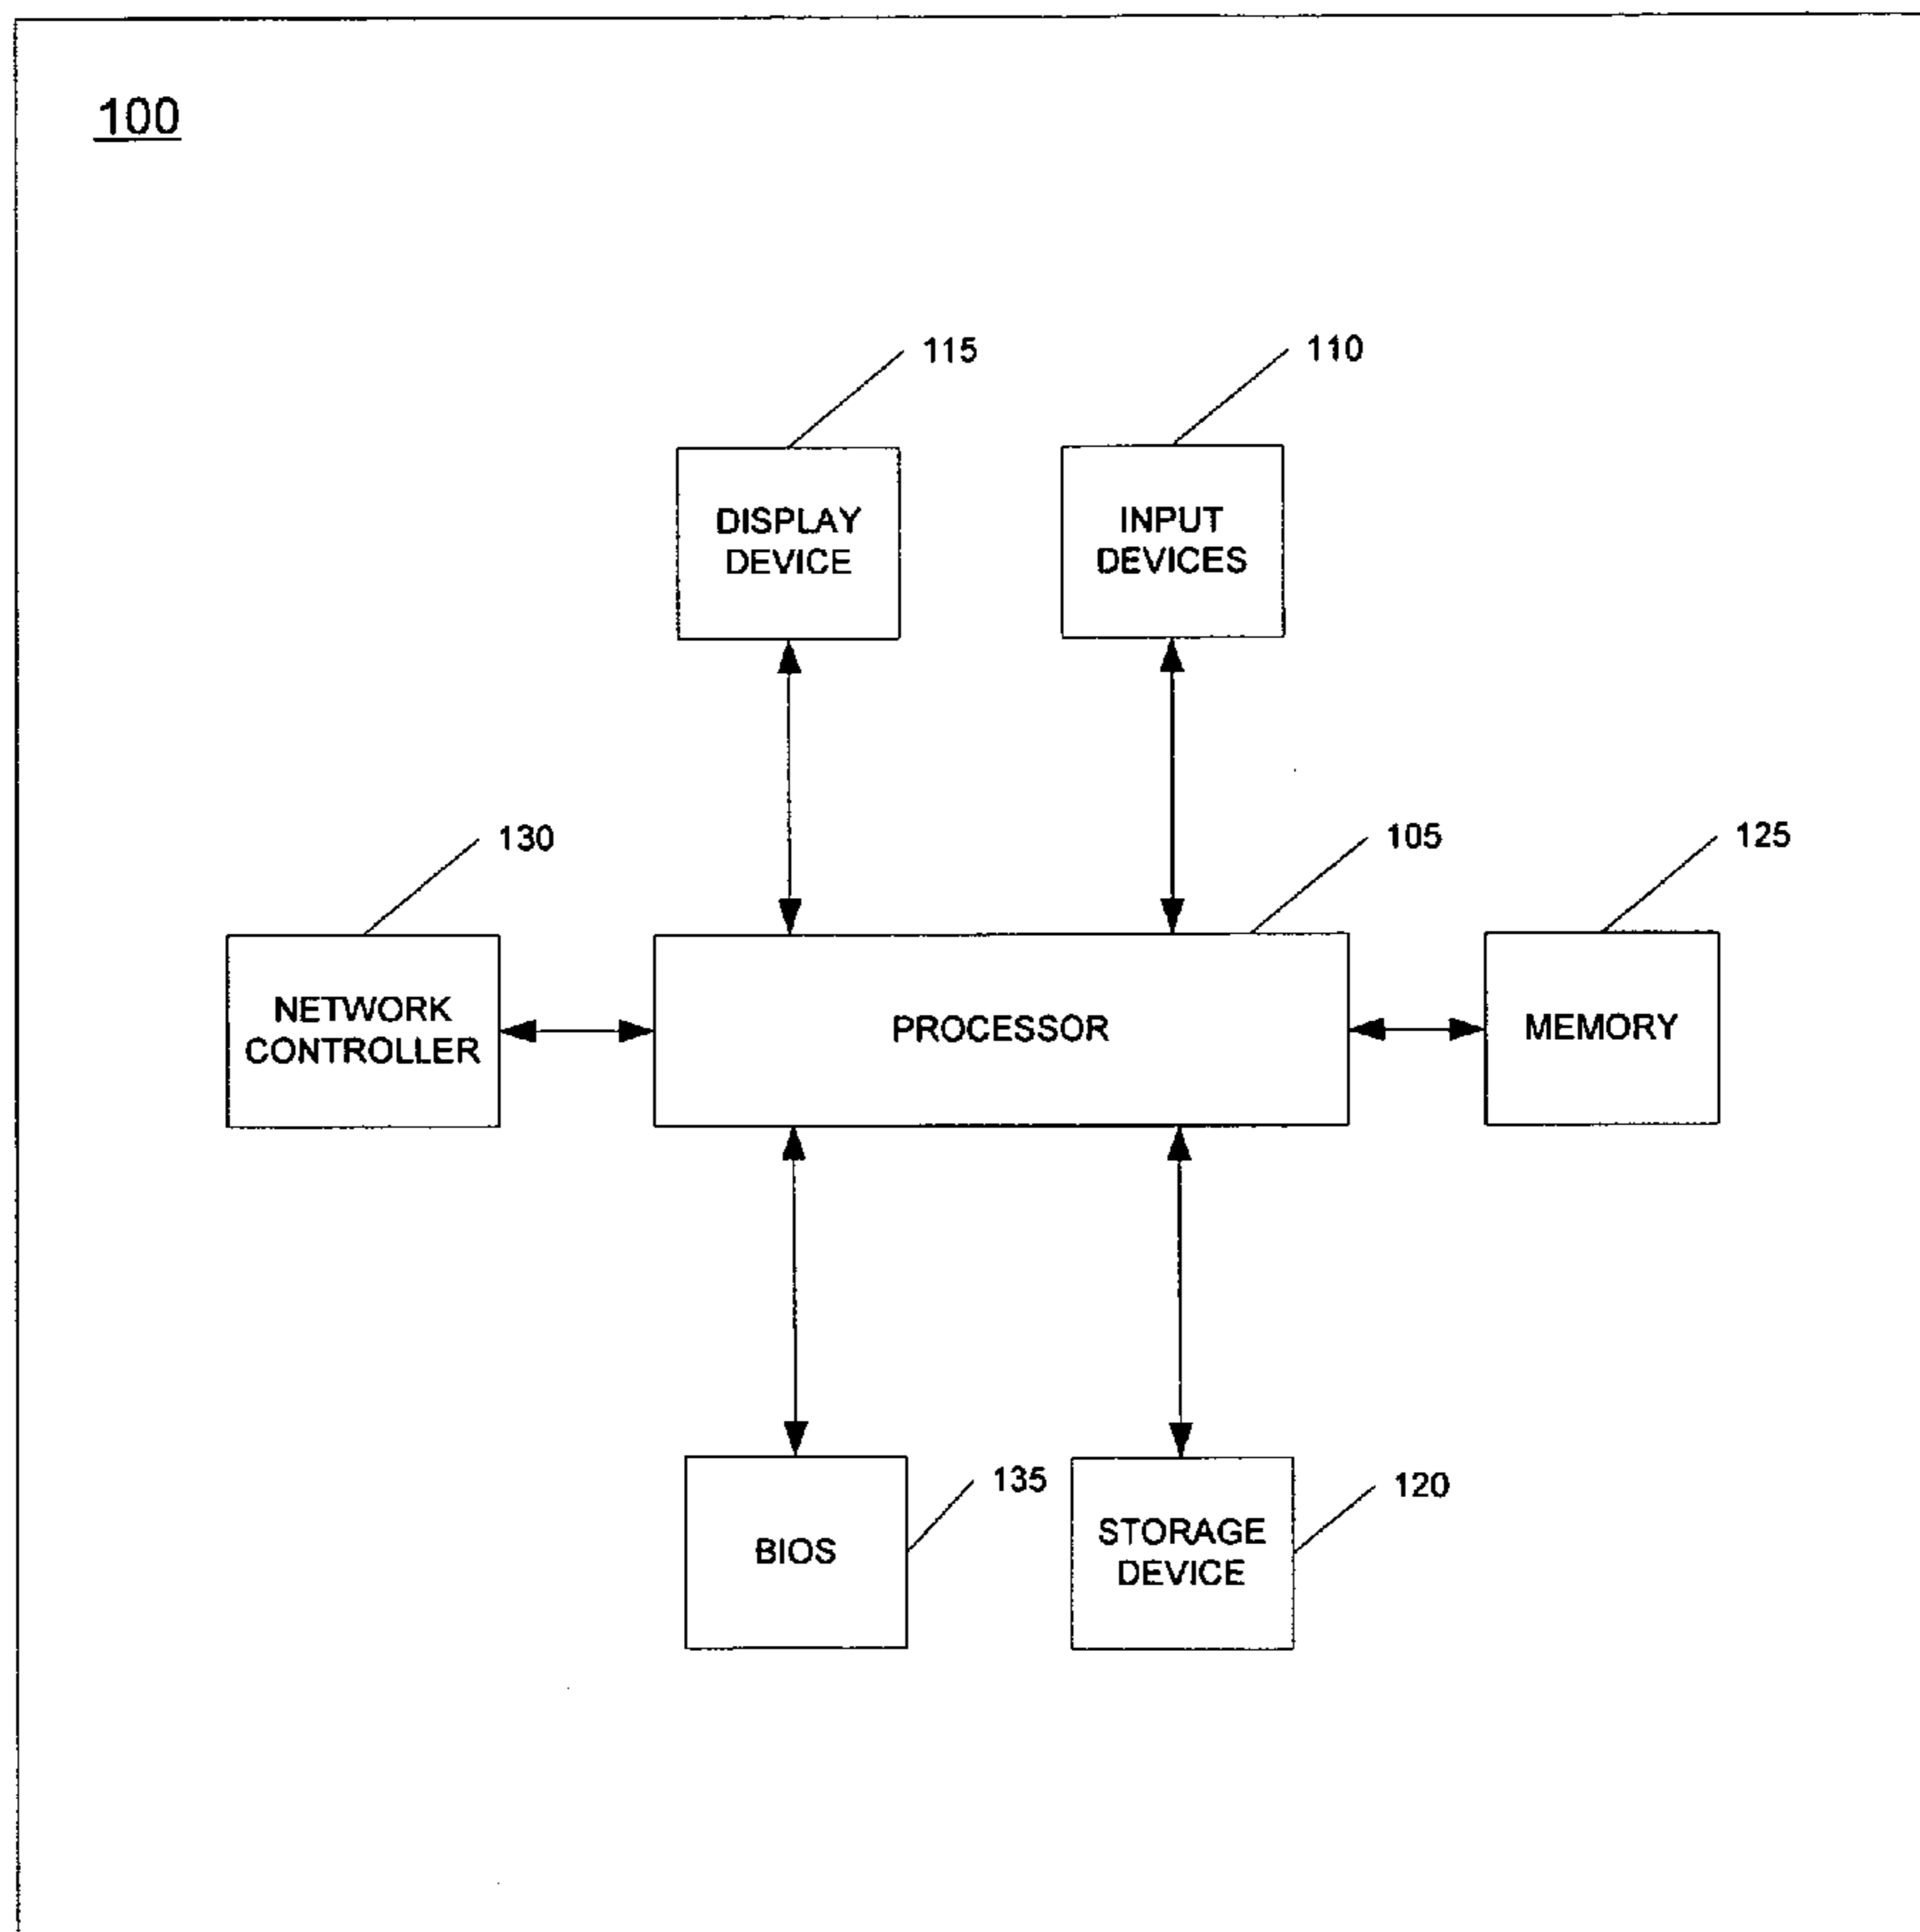 100
115
110
DISPLAY
DEVICE
INPUT
DEVICES
130
105
125
NETWORK
CONTROLLER
PROCESSOR
MEMORY
135
120
BIOS
STORAGE
DEVICE